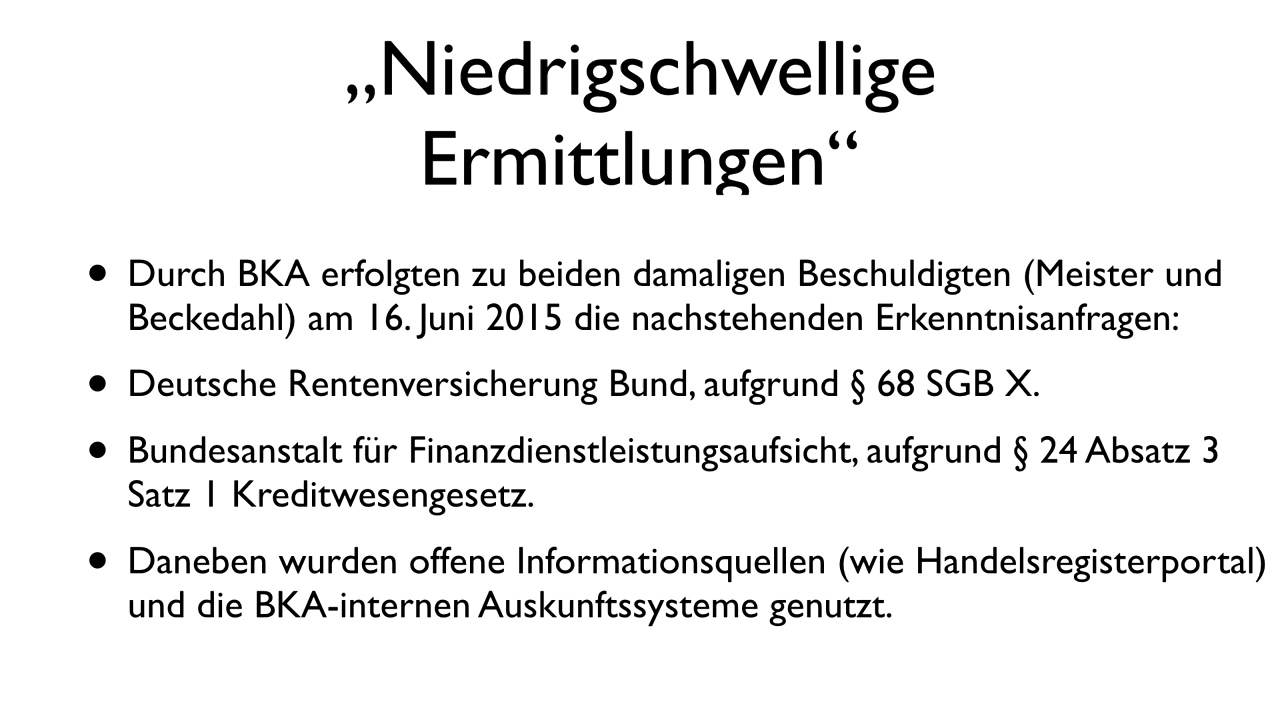 „Niedrigschwellige
Ermittlungen“
• Durch BKA erfolgten zu beiden damaligen Beschuldigten (Meister und
Beckedahl) am 16. Juni 2015 die nachstehenden Erkenntnisanfragen:
• Deutsche Rentenversicherung Bund, aufgrund § 68 SGB X.
• Bundesanstalt für Finanzdienstleistungsaufsicht, aufgrund § 24 Absatz 3
Satz 1 Kreditwesengesetz.
• Daneben wurden offene Informationsquellen (wie Handelsregisterportal)
und die BKA-internen Auskunftssysteme genutzt.